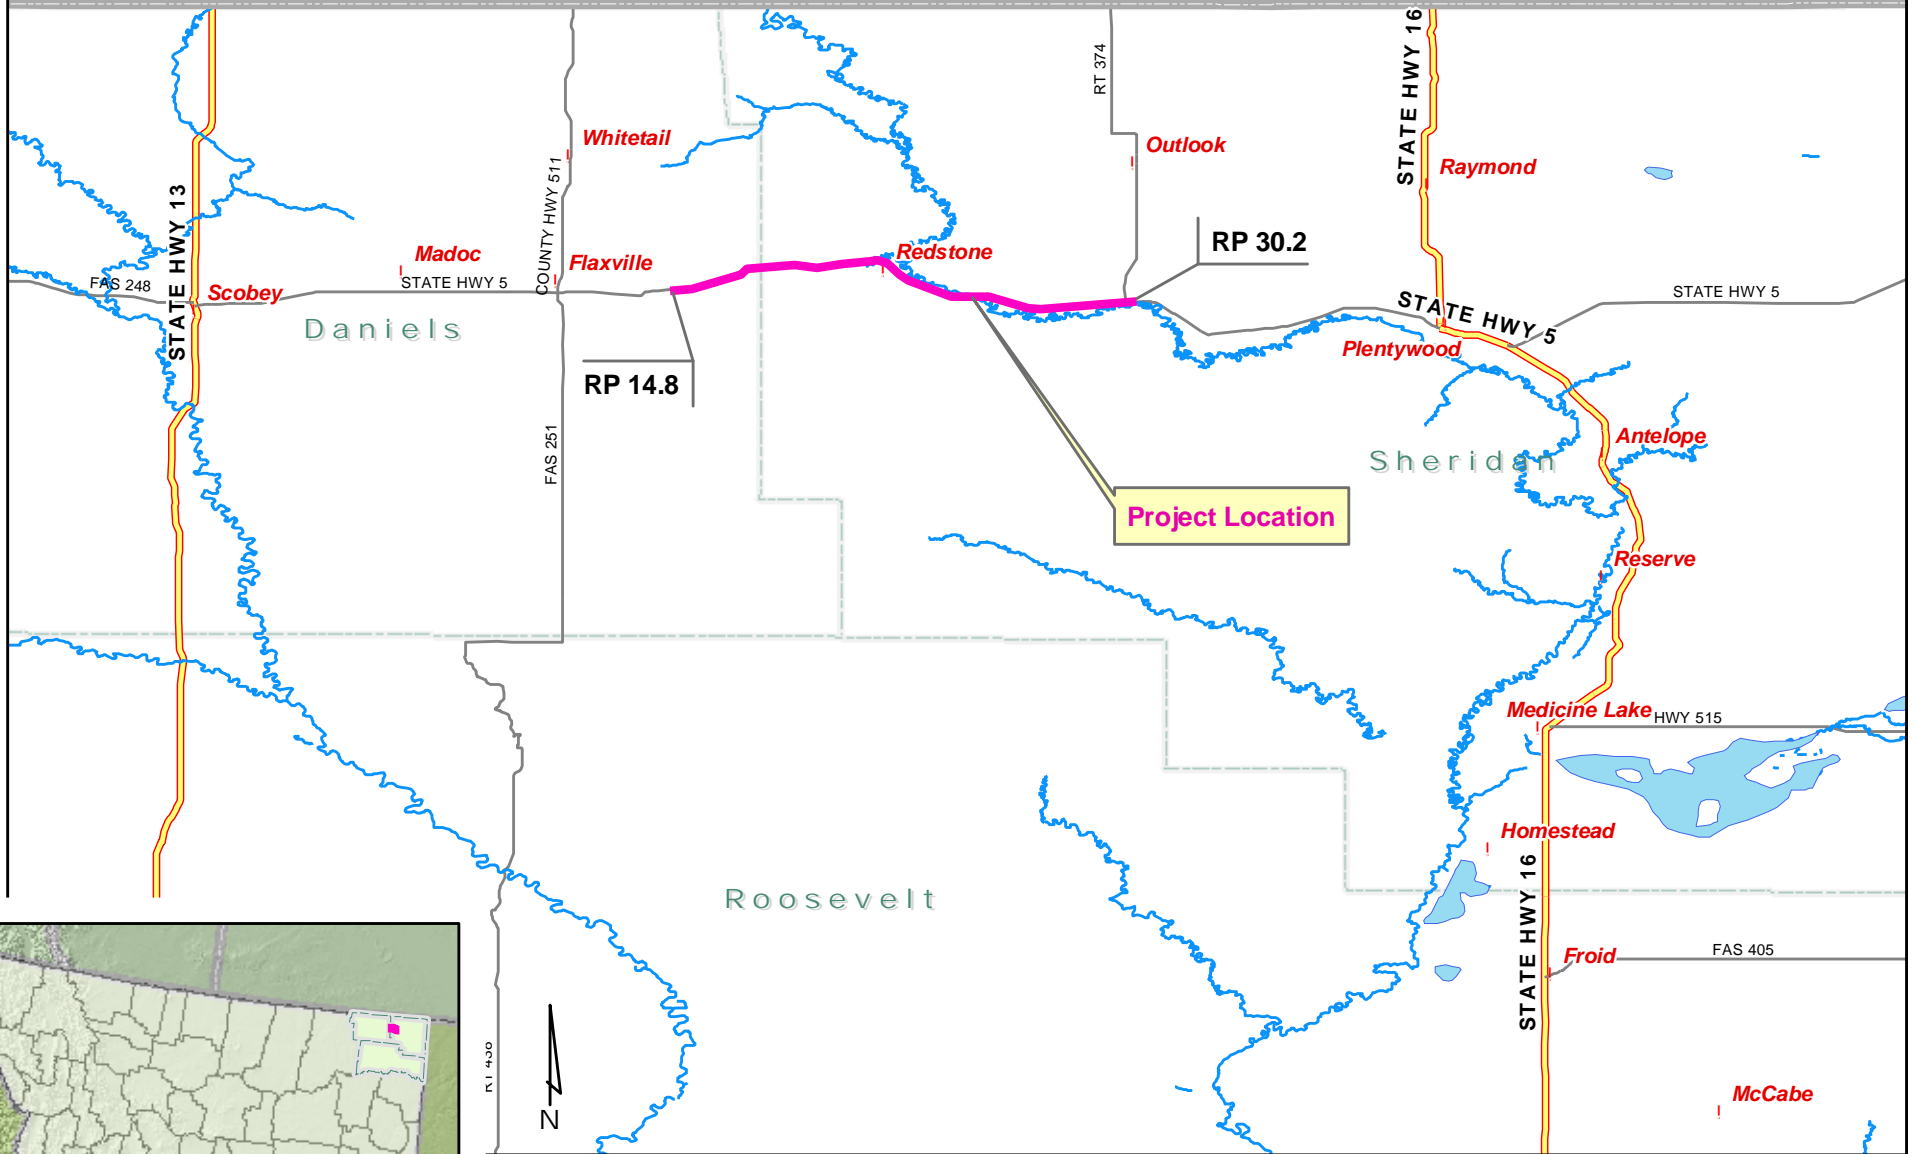 STATE HWY 16
RT 374
Whitetail
Outlook
Raymond
COUNTY HWY 511
STATE HWY 13
Madoc
Flaxville
Redstone
RP 30.2
FAS 248
Scobey
STATE HWY 5
STATE HWY 5
STATE HWY 5
Daniels
Plentywood
RP 14.8
FAS 251
Antelope
Sheridan
Project Location
Reserve
Medicine Lake
HWY 515
Homestead
Roosevelt
STATE HWY 16
Froid
FAS 405
RT 438
McCabe
N